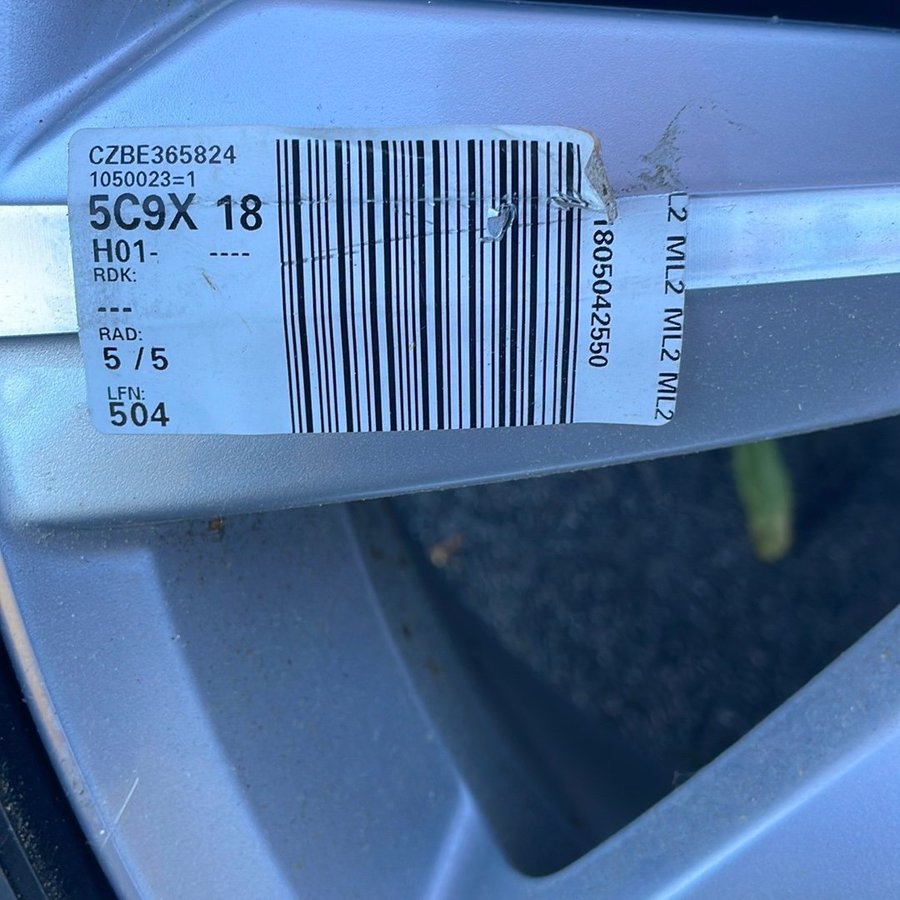 CZBE365824
1050023=1
5C9X 18
H01- ----
RDK:
---
RAD:
5 /5
LFN:
504
1805042550
ML2 ML2 ML2